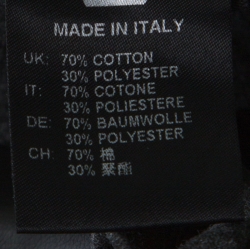 MADE IN ITALY
UK: 70% COTTON
30% POLYESTER
IT: 70% COTONE
30% POLIESTERE
DE: 70% BAUMWOLLE
30% POLYESTER
CH: 70% 棉
30% 聚酯